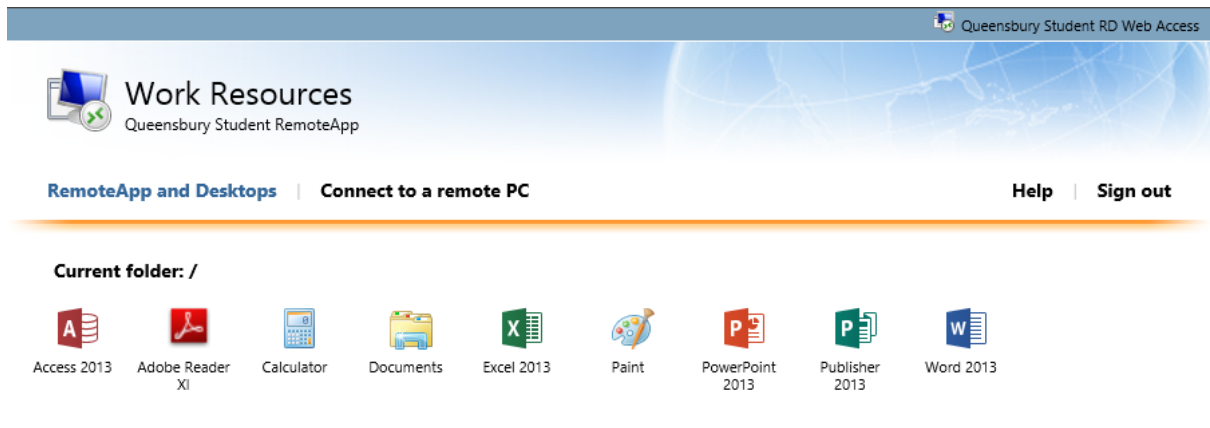 Queensbury Student RD Web Access
Work Resources
Queensbury Student RemoteApp
RemoteApp and Desktops | Connect to a remote PC
Help | Sign out
Current folder: /
Access 2013
Adobe Reader
XI
Calculator
Documents
Excel 2013
Paint
PowerPoint
2013
Publisher
2013
Word 2013